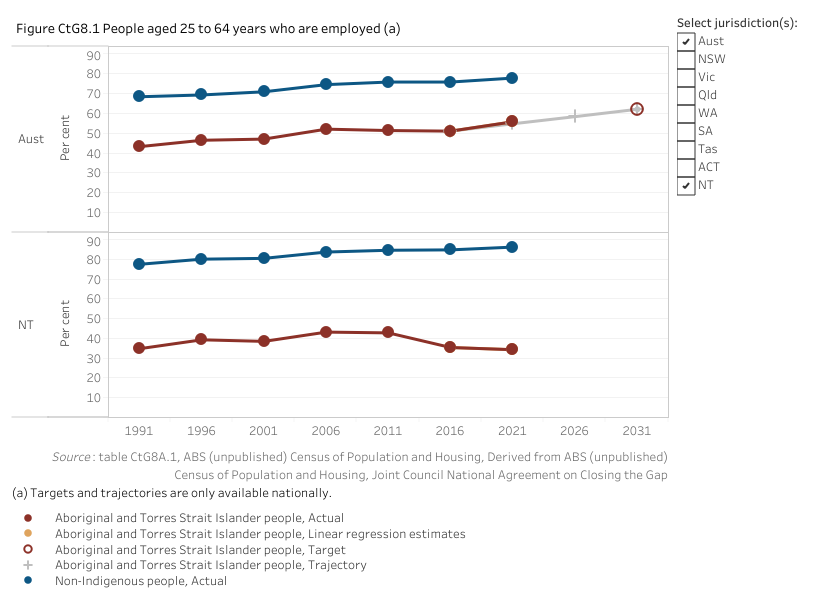 Figure CtG8.1 People aged 25 to 64 years who are employed (a)
Select jurisdiction(s):
Aust
NSW
Vic
Qld
WA
SA
Tas
ACT
NT
Aust
Per cent
90
80
70
60
50
40
30
20
10
NT
Per cent
90
80
70
60
50
40
30
20
10
1991 1996 2001 2006 2011 2016 2021 2026 2031
Source: table CtG8A.1, ABS (unpublished) Census of Population and Housing, Derived from ABS (unpublished)
Census of Population and Housing, Joint Council National Agreement on Closing the Gap
(a) Targets and trajectories are only available nationally.
Aboriginal and Torres Strait Islander people, Actual
Aboriginal and Torres Strait Islander people, Linear regression estimates
Aboriginal and Torres Strait Islander people, Target
Aboriginal and Torres Strait Islander people, Trajectory
Non-Indigenous people, Actual